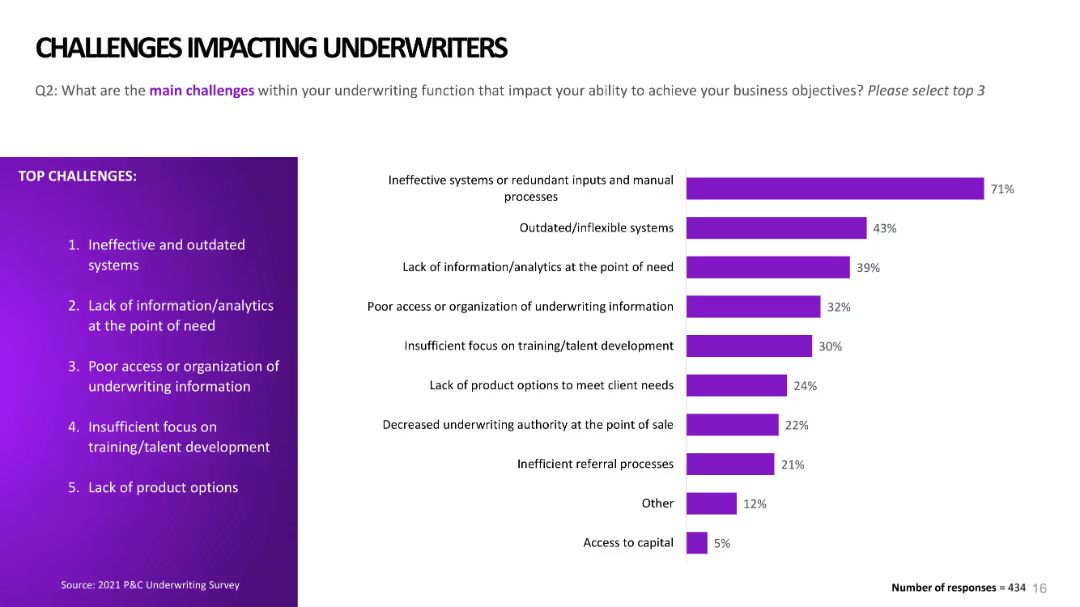 CHALLENGES IMPACTING UNDERWRITERS
Q2: What are the main challenges within your underwriting function that impact your ability to achieve your business objectives? Please select top 3
TOP CHALLENGES:
1. Ineffective and outdated
systems
2. Lack of information/analytics
at the point of need
3. Poor access or organization of
underwriting information
4. Insufficient focus on
training/talent development
5. Lack of product options
Source: 2021 P&C Underwriting Survey
Ineffective systems or redundant inputs and manual
processes
71%
Outdated/inflexible systems
43%
Lack of information/analytics at the point of need
39%
Poor access or organization of underwriting information
32%
Insufficient focus on training/talent development
30%
Lack of product options to meet client needs
24%
Decreased underwriting authority at the point of sale
22%
Inefficient referral processes
21%
Other
12%
Access to capital
5%
Number of responses = 434
16